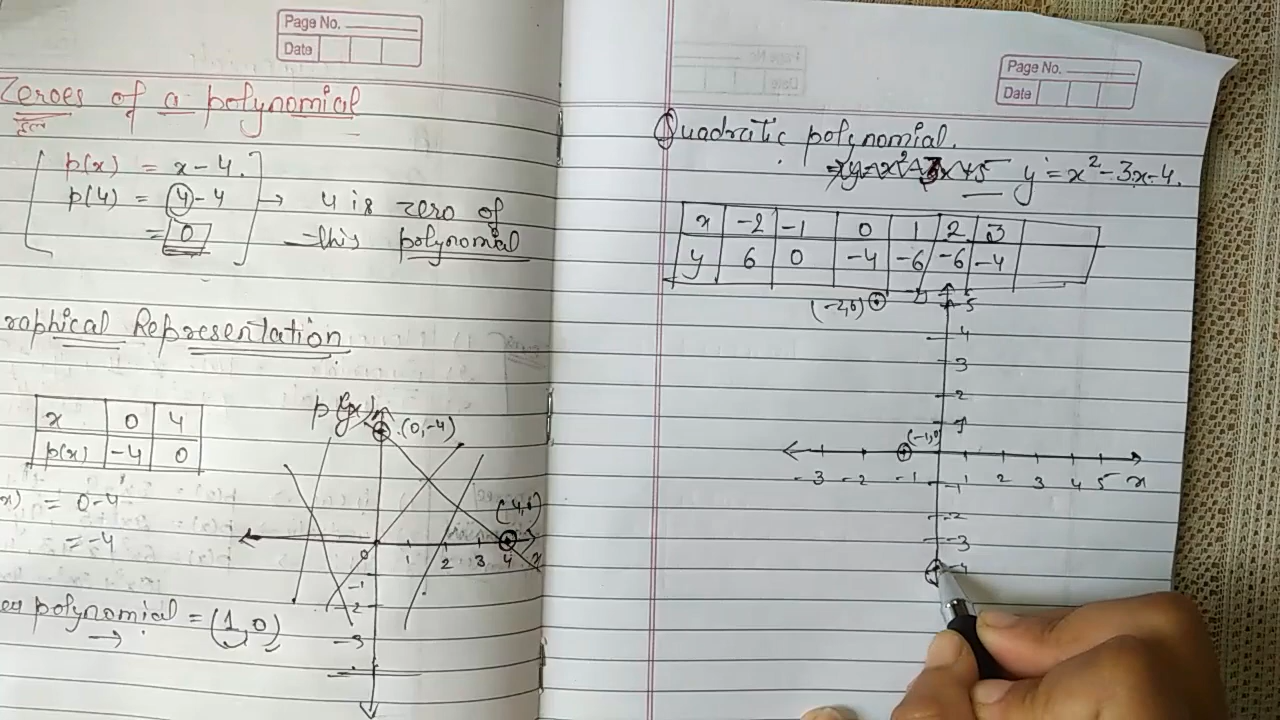 Page No.
Date
Zeroes of a polynomial
p(x) = x-4.
p(4) = 4-4 → 4 is zero of
= 0 this polynomial
raphical Representation
x 0 4
p(x) -4 0
x) = 0-4
= -4
polynomial = (1,0)
→
(0,-4)
(4,0)
0 1 2 3 4 x
-1
-2
-3
Page No.
Date
Quadratic polynomial.
y = x²-3x-4.
x -2 -1 0 1 2 3
y 6 0 -4 -6 -6 -4
(-2,6)
5
4
3
2
1
(-1,0
-3 -2 -1 1 2 3 4 5 x
-1
-2
-3
-4